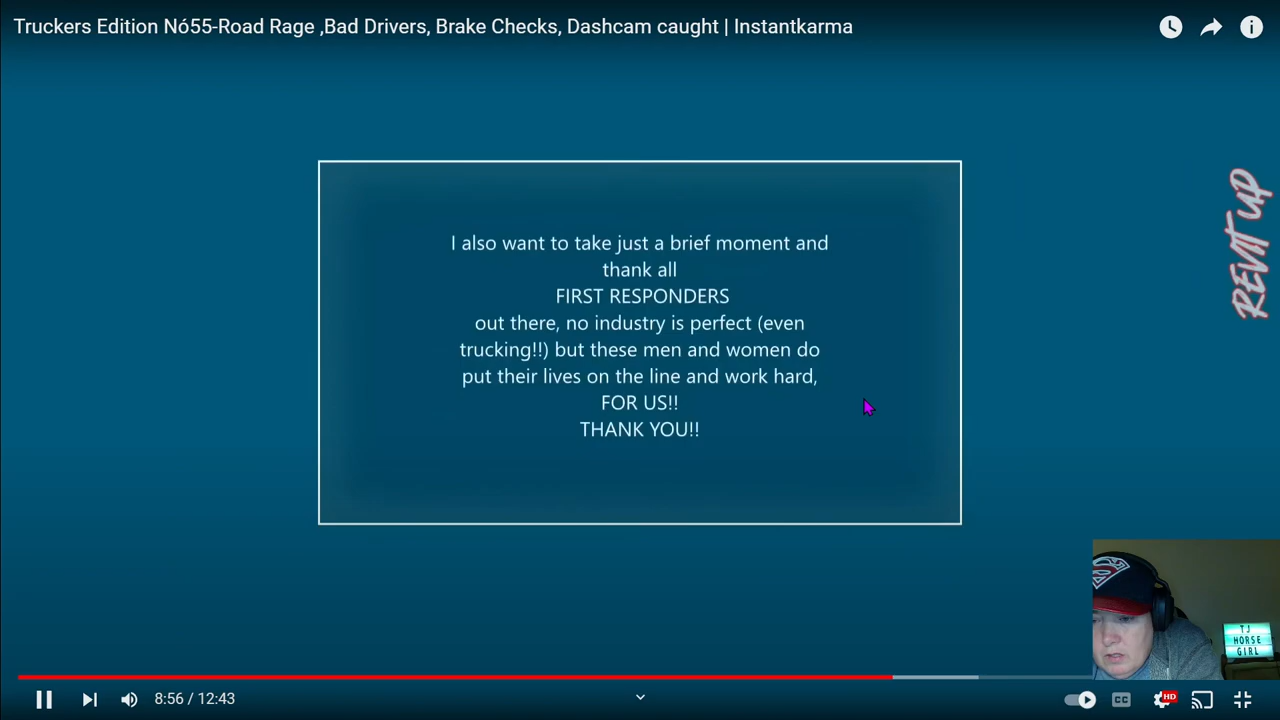 Truckers Edition Nó55-Road Rage ,Bad Drivers, Brake Checks, Dashcam caught | Instantkarma
REVIT UP
I also want to take just a brief moment and
thank all
FIRST RESPONDERS
out there, no industry is perfect (even
trucking!!) but these men and women do
put their lives on the line and work hard,
FOR US!!
THANK YOU!!
TJ
HORSE
GIRL
8:56 / 12:43
CC
HD